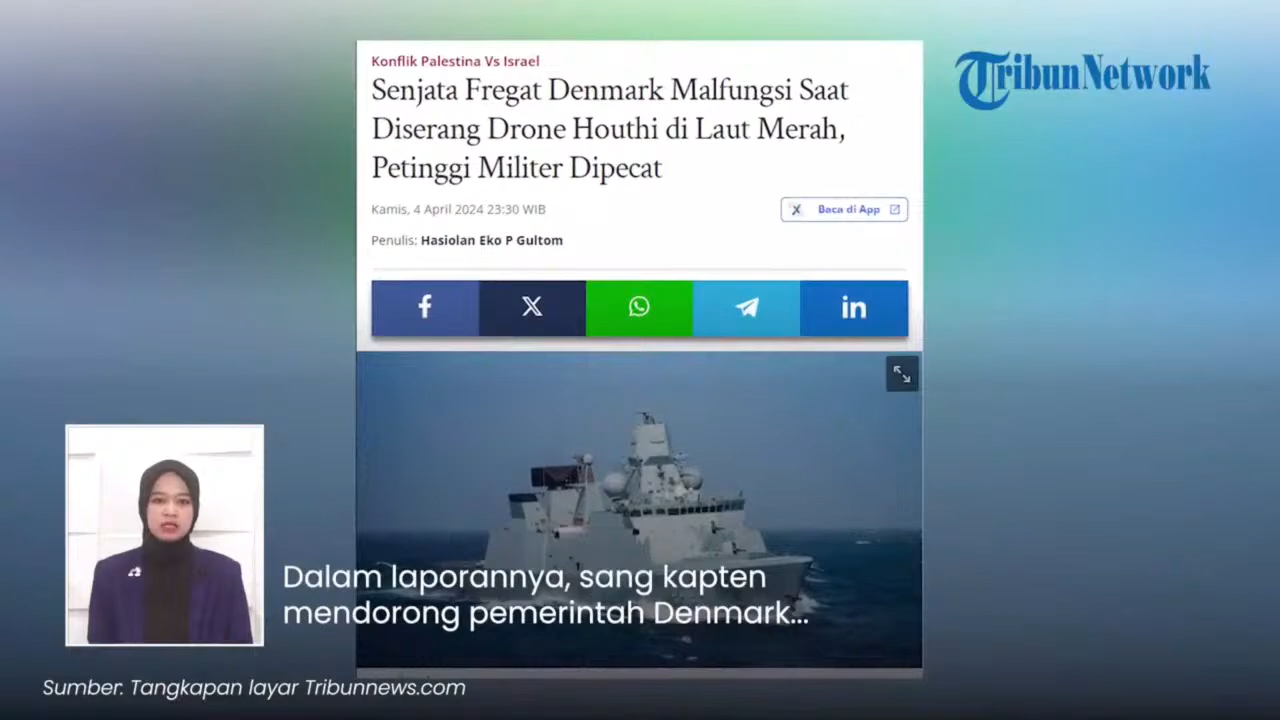 Konflik Palestina Vs Israel
Senjata Fregat Denmark Malfungsi Saat
Diserang Drone Houthi di Laut Merah,
Petinggi Militer Dipecat
Kamis, 4 April 2024 23:30 WIB
Baca di App
Penulis: Hasiolan Eko P Gultom
TribunNetwork
Dalam laporannya, sang kapten
mendorong pemerintah Denmark...
Sumber: Tangkapan layar Tribunnews.com